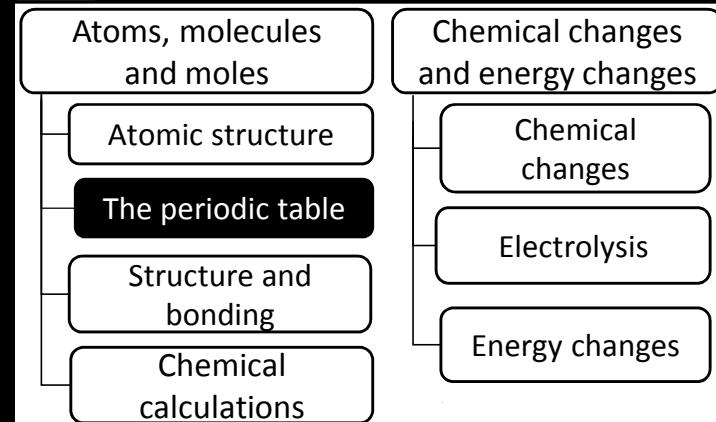 Atoms, molecules
and moles
Atomic structure
The periodic table
Structure and
bonding
Chemical
calculations
Chemical changes
and energy changes
Chemical
changes
Electrolysis
Energy changes